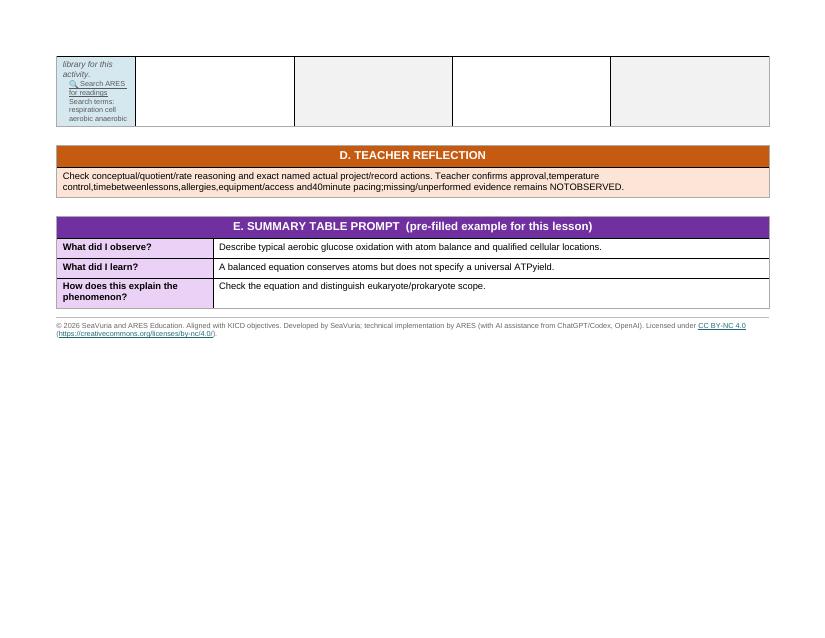 library for this
activity.
🔍 Search ARES
for readings
Search terms:
respiration cell
aerobic anaerobic
D. TEACHER REFLECTION
Check conceptual/quotient/rate reasoning and exact named actual project/record actions. Teacher confirms approval,temperature
control,timebetweenlessons,allergies,equipment/access and40minute pacing;missing/unperformed evidence remains NOTOBSERVED.
E. SUMMARY TABLE PROMPT (pre-filled example for this lesson)
What did I observe?
Describe typical aerobic glucose oxidation with atom balance and qualified cellular locations.
What did I learn?
A balanced equation conserves atoms but does not specify a universal ATPyield.
How does this explain the
phenomenon?
Check the equation and distinguish eukaryote/prokaryote scope.
© 2026 SeaVuria and ARES Education. Aligned with KICD objectives. Developed by SeaVuria; technical implementation by ARES (with AI assistance from ChatGPT/Codex, OpenAI). Licensed under CC BY-NC 4.0
(https://creativecommons.org/licenses/by-nc/4.0/).